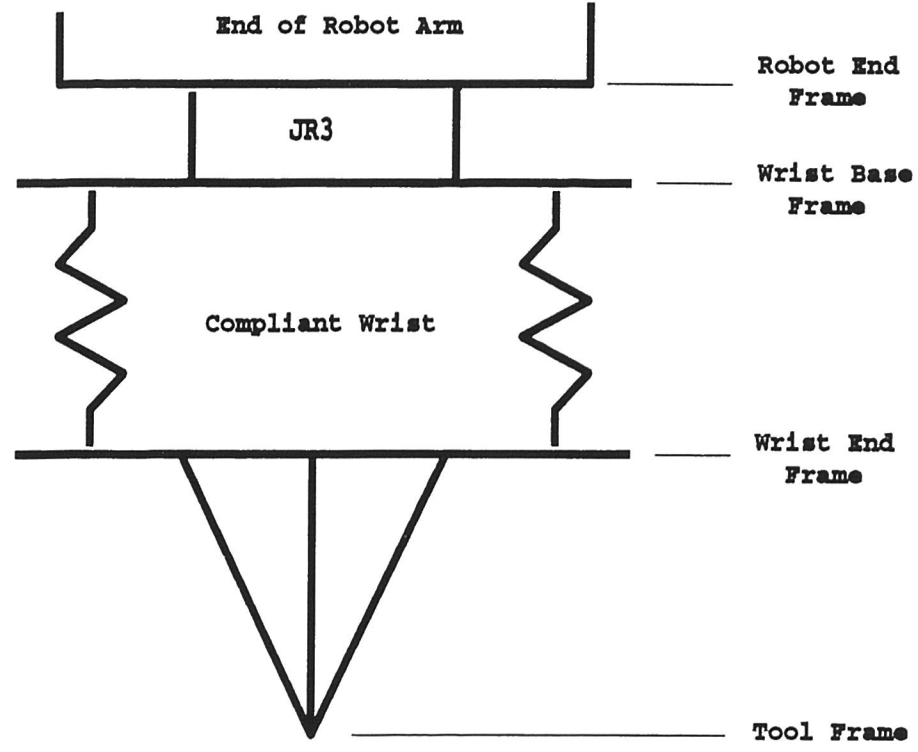 End of Robot Arm
Robot End
Frame
JR3
Wrist Base
Frame
Compliant Wrist
Wrist End
Frame
Tool Frame